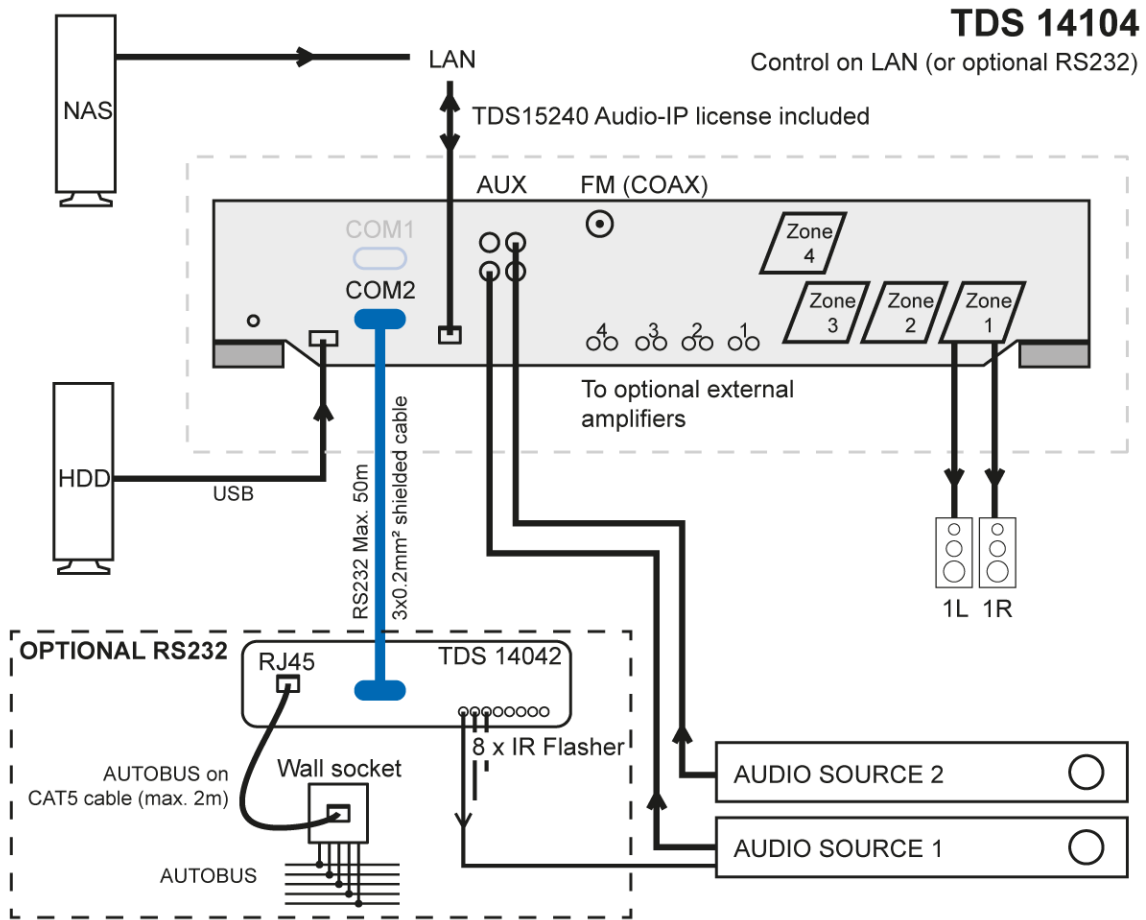 TDS 14104
Control on LAN (or optional RS232)
NAS
LAN
TDS15240 Audio-IP license included
AUX
FM (COAX)
COM1
COM2
Zone
4
Zone
3
Zone
2
Zone
1
4
3
2
1
To optional external
amplifiers
HDD
USB
RS232 Max. 50m
3x0.2mm² shielded cable
1L
1R
OPTIONAL RS232
RJ45
TDS 14042
8 x IR Flasher
Wall socket
AUTOBUS on
CAT5 cable (max. 2m)
AUTOBUS
AUDIO SOURCE 2
AUDIO SOURCE 1